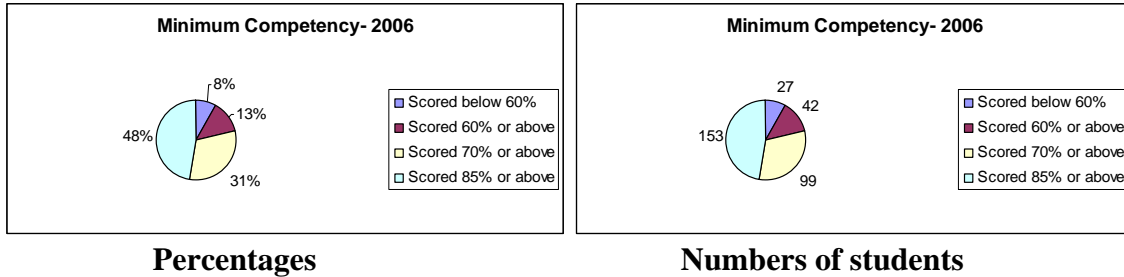 Minimum Competency- 2006
8%
13%
48%
31%
Scored below 60%
Scored 60% or above
Scored 70% or above
Scored 85% or above
Percentages
Minimum Competency- 2006
27
42
153
99
Scored below 60%
Scored 60% or above
Scored 70% or above
Scored 85% or above
Numbers of students